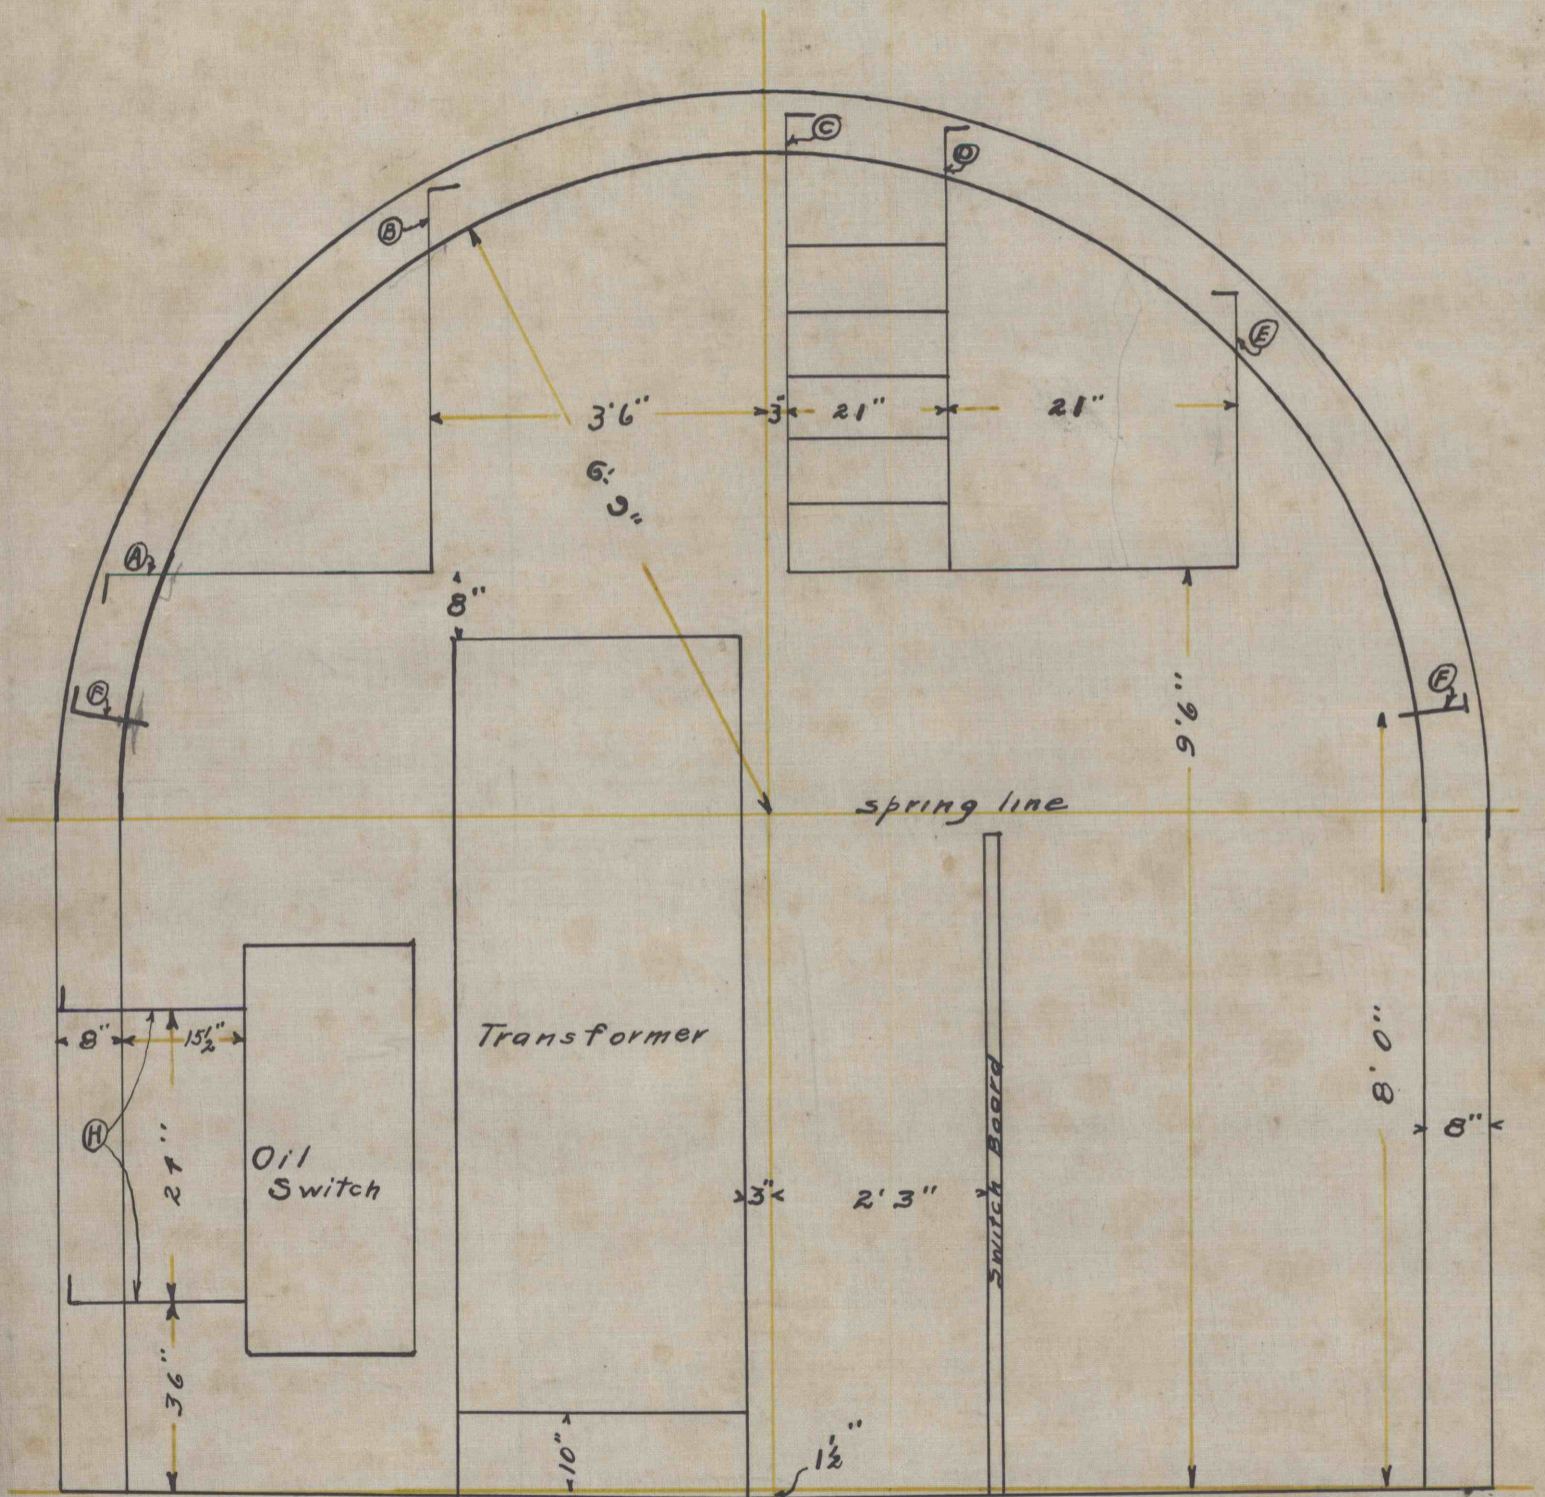 C
D
B
E
3'6"
3"
21"
21"
6'
9"
A
8"
F
F
9'6"
spring line
8"
15½"
Transformer
8' 0"
H
24"
Oil
Switch
Switch Board
8"
3"
2' 3"
36"
10"
1½"